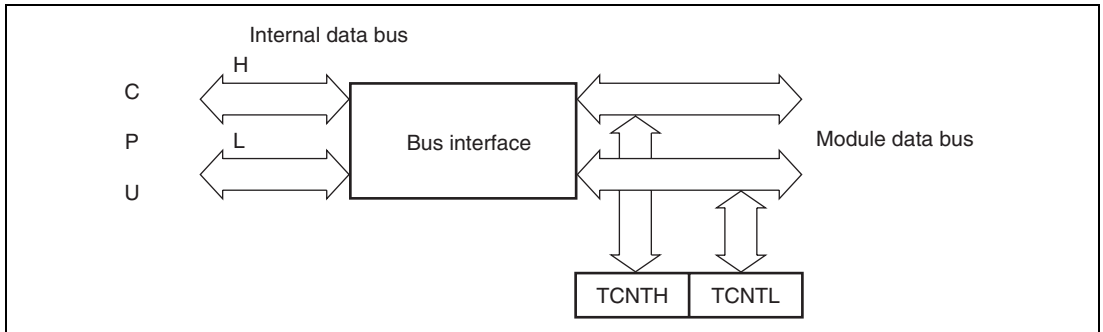 Internal data bus
H
C
P
U
L
Bus interface
Module data bus
TCNTH
TCNTL